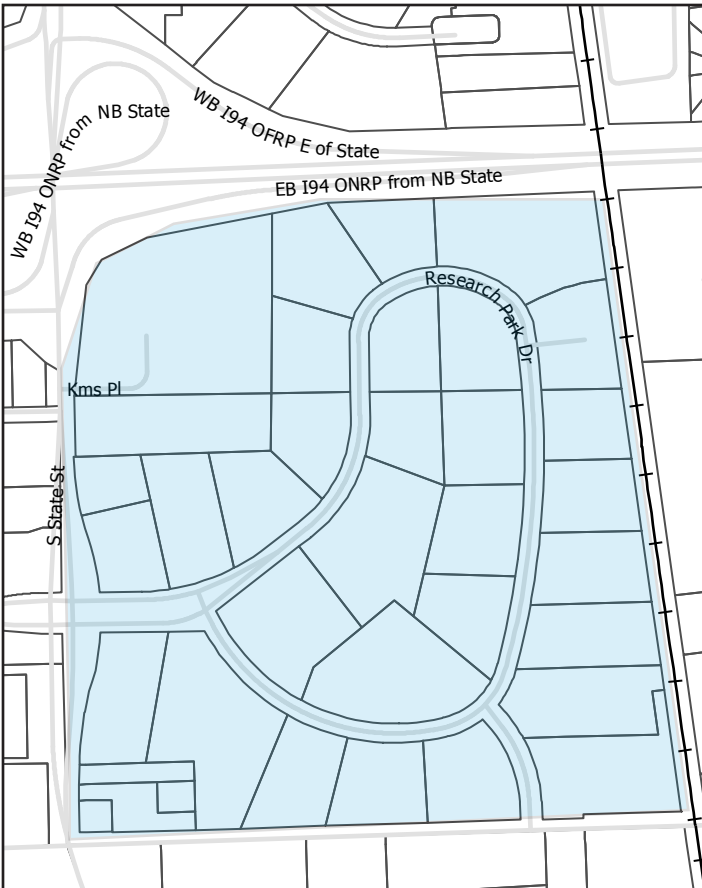 WB I94 ONRP from NB State
WB I94 OFRP E of State
EB I94 ONRP from NB State
Research Park Dr
Kms Pl
S State St